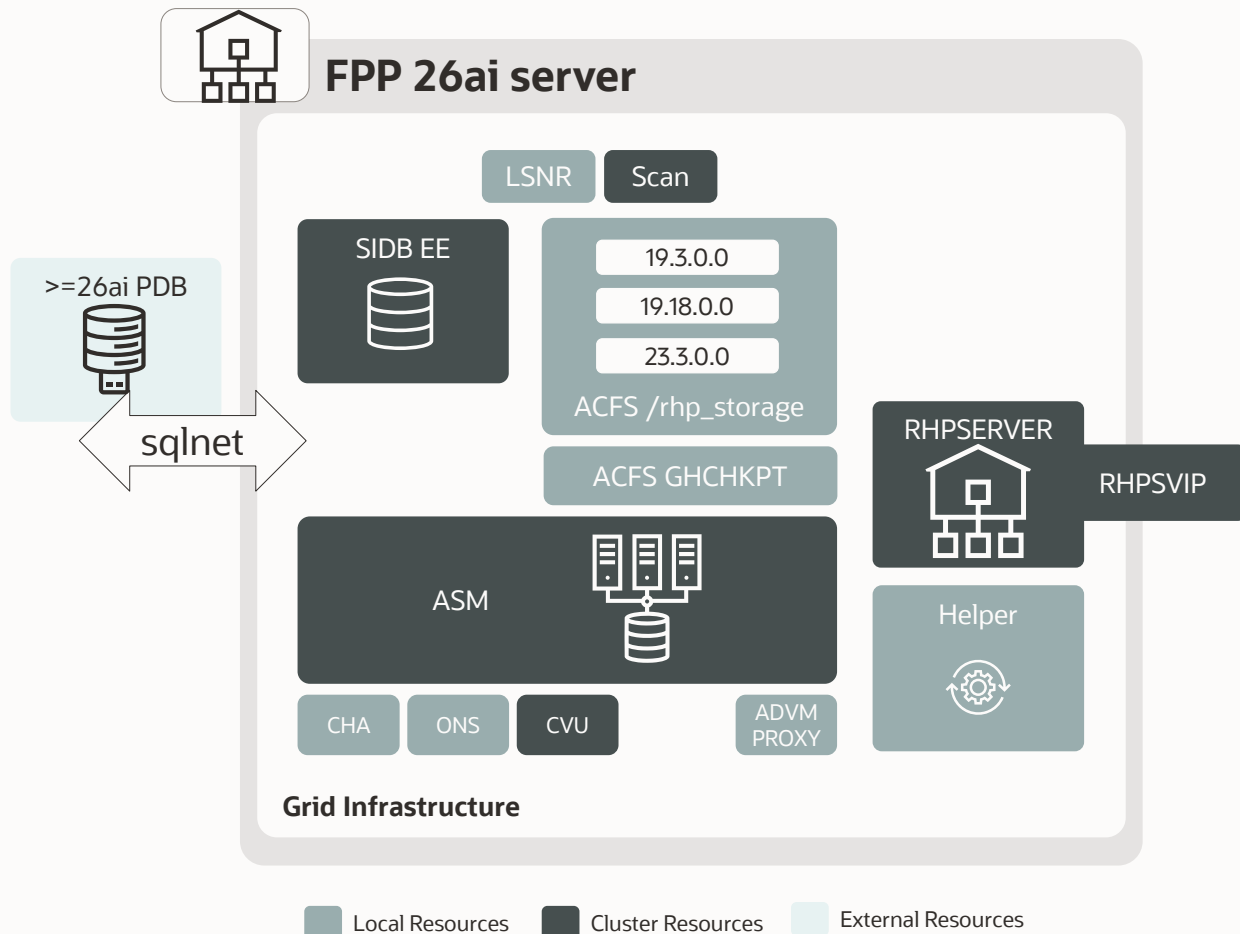 FPP 26ai server
LSNR
Scan
SIDB EE
19.3.0.0
19.18.0.0
23.3.0.0
ACFS /rhp_storage
>=26ai PDB
sqlnet
ACFS GHCHKPT
RHPSERVER
RHPSVIP
ASM
Helper
CHA
ONS
CVU
ADVM
PROXY
Grid Infrastructure
Local Resources
Cluster Resources
External Resources